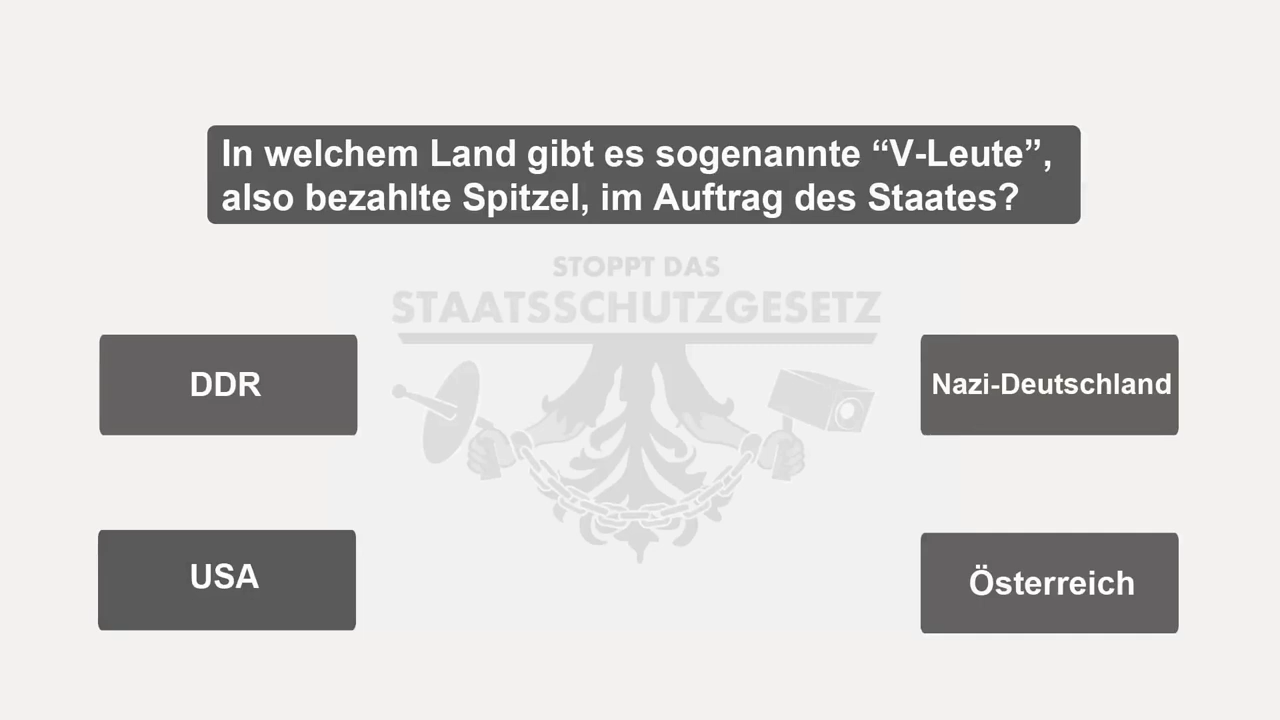 In welchem Land gibt es sogenannte “V-Leute”,
also bezahlte Spitzel, im Auftrag des Staates?
STOPPT DAS
STAATSSCHUTZGESETZ
DDR
Nazi-Deutschland
USA
Österreich